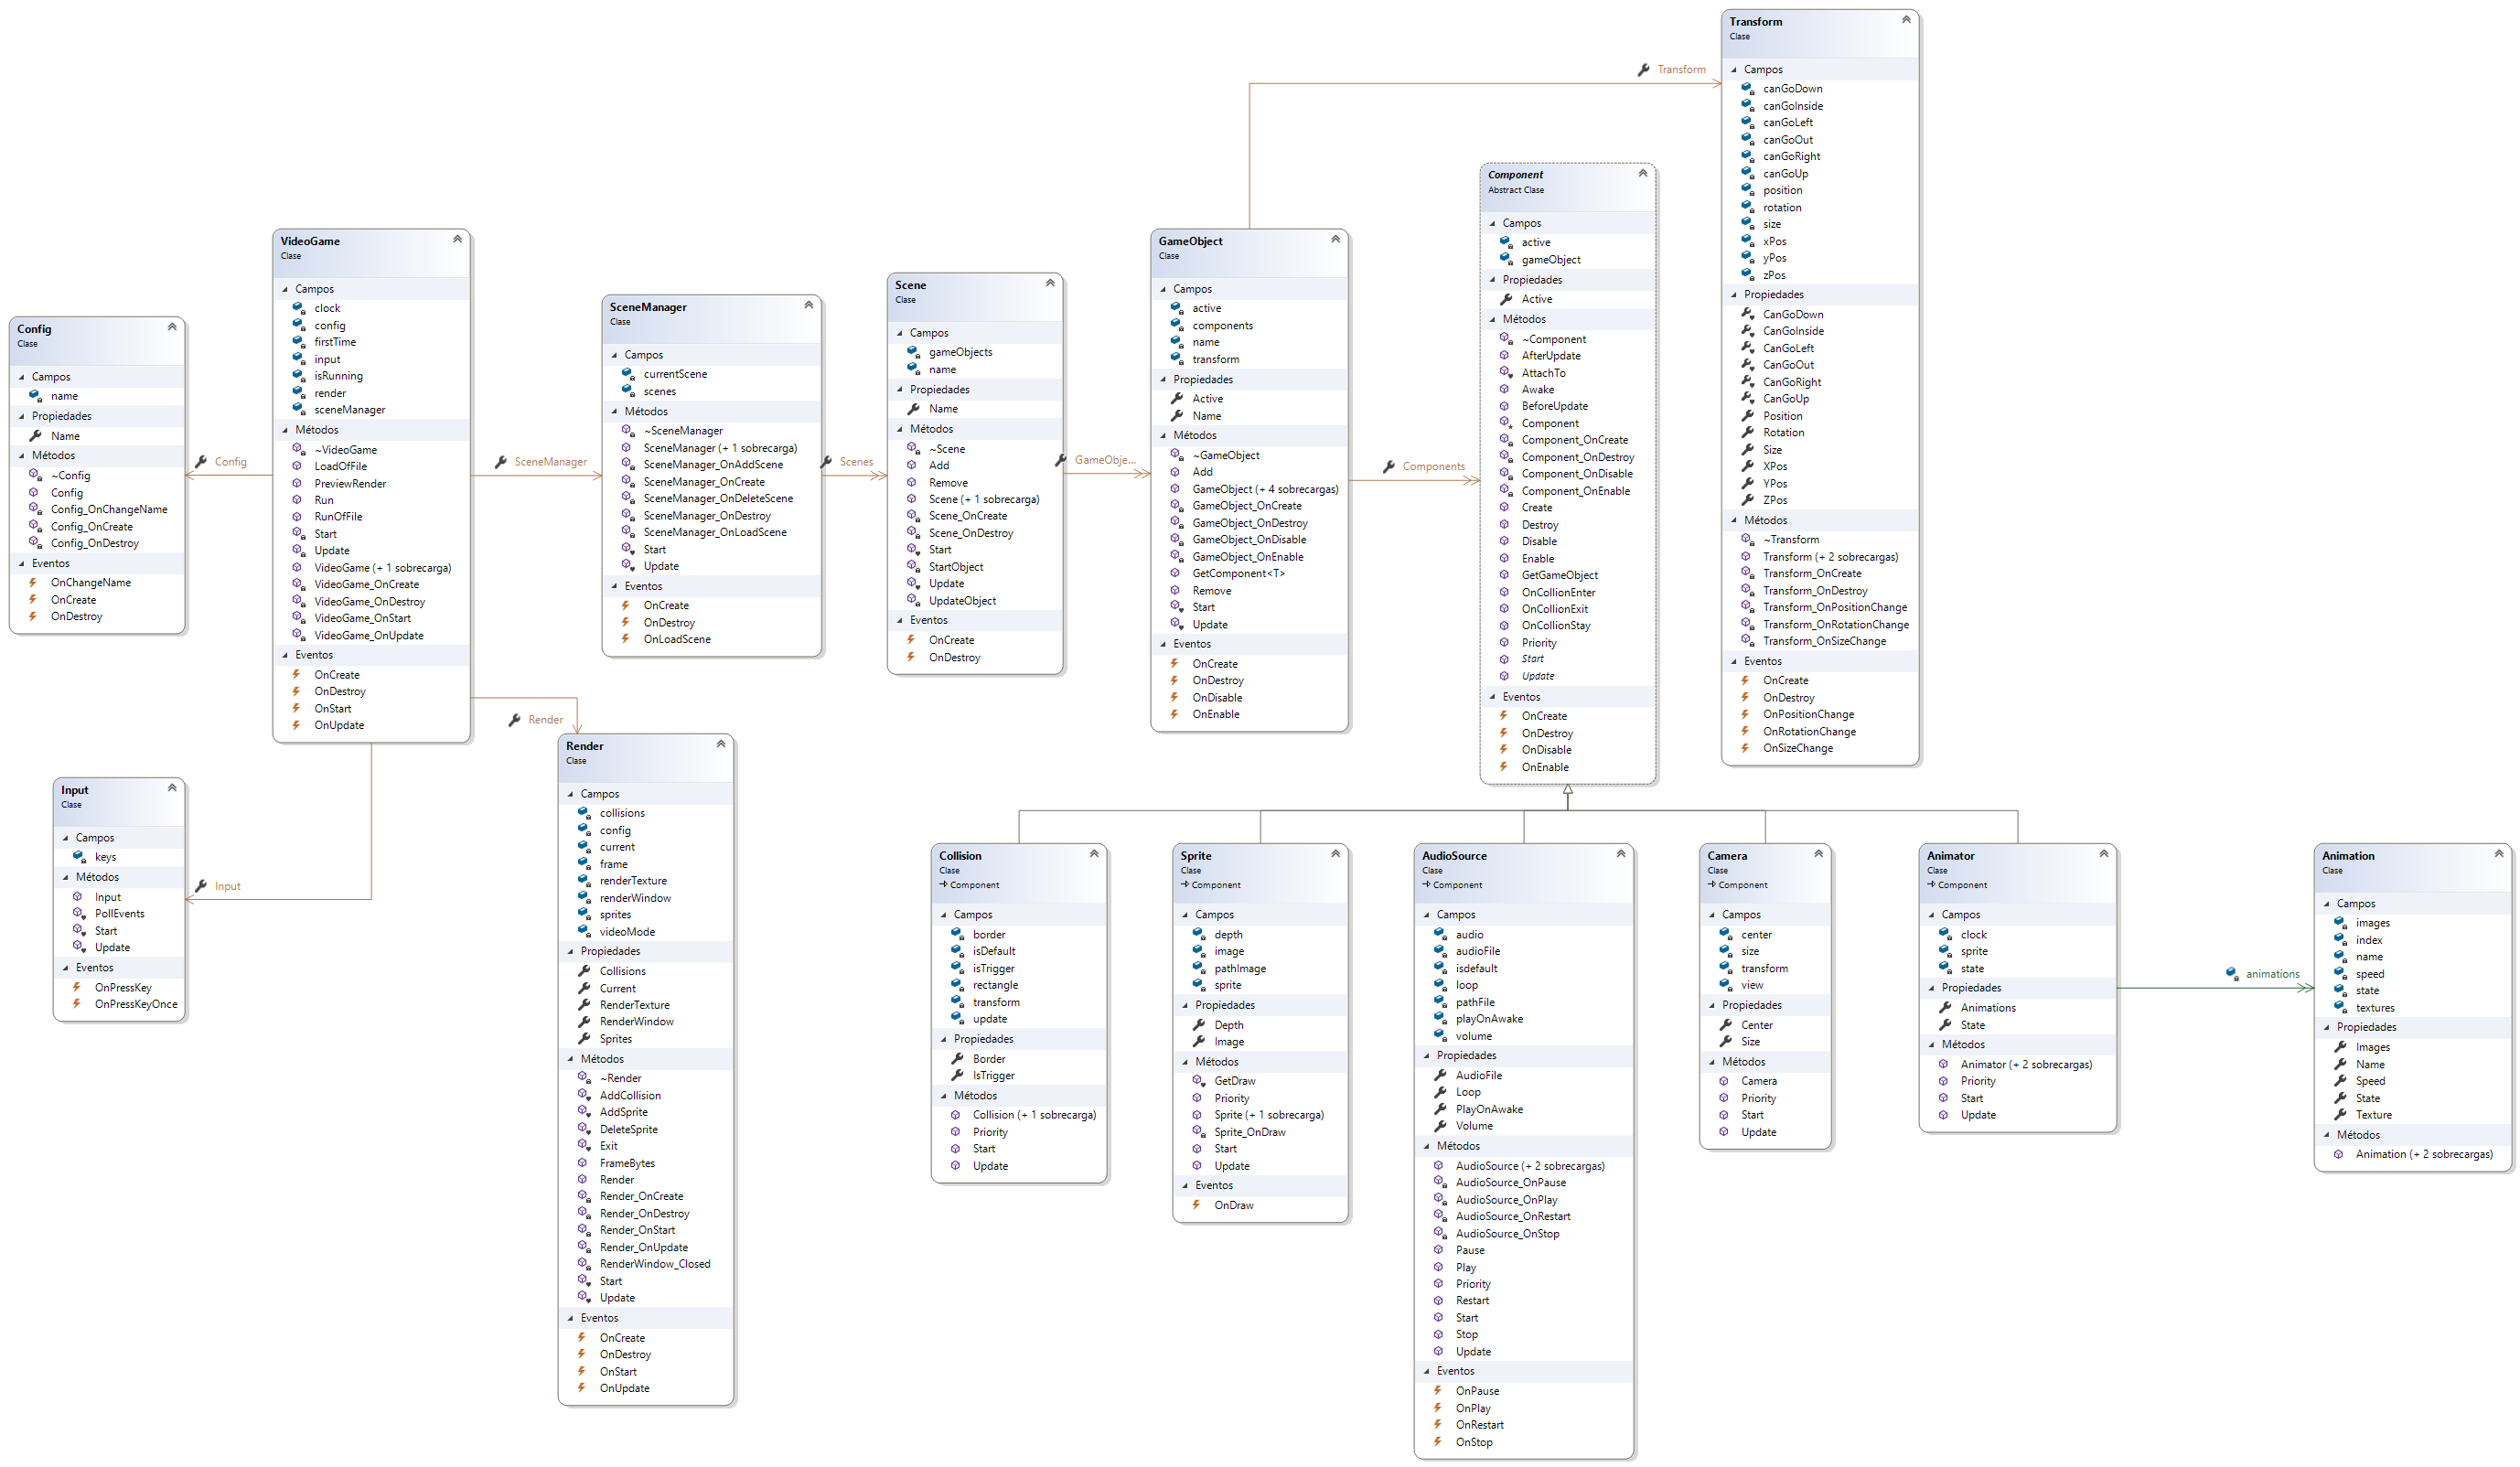 Transform
Clase
Campos
canGoDown
canGoInside
canGoLeft
canGoOut
canGoRight
canGoUp
position
rotation
size
xPos
yPos
zPos
Propiedades
CanGoDown
CanGoInside
CanGoLeft
CanGoOut
CanGoRight
CanGoUp
Position
Rotation
Size
XPos
YPos
ZPos
Métodos
~Transform
Transform (+ 2 sobrecargas)
Transform_OnCreate
Transform_OnDestroy
Transform_OnPositionChange
Transform_OnRotationChange
Transform_OnSizeChange
Eventos
OnCreate
OnDestroy
OnPositionChange
OnRotationChange
OnSizeChange
Transform
Component
Abstract Clase
Campos
active
gameObject
Propiedades
Active
Métodos
~Component
AfterUpdate
AttachTo
Awake
BeforeUpdate
Component
Component_OnCreate
Component_OnDestroy
Component_OnDisable
Component_OnEnable
Create
Destroy
Disable
Enable
GetGameObject
OnCollionEnter
OnCollionExit
OnCollionStay
Priority
Start
Update
Eventos
OnCreate
OnDestroy
OnDisable
OnEnable
Components
GameObject
Clase
Campos
active
components
name
transform
Propiedades
Active
Name
Métodos
~GameObject
Add
GameObject (+ 4 sobrecargas)
GameObject_OnCreate
GameObject_OnDestroy
GameObject_OnDisable
GameObject_OnEnable
GetComponent<T>
Remove
Start
Update
Eventos
OnCreate
OnDestroy
OnDisable
OnEnable
GameObje...
Scene
Clase
Campos
gameObjects
name
Propiedades
Name
Métodos
~Scene
Add
Remove
Scene (+ 1 sobrecarga)
Scene_OnCreate
Scene_OnDestroy
Start
StartObject
Update
UpdateObject
Eventos
OnCreate
OnDestroy
Scenes
SceneManager
Clase
Campos
currentScene
scenes
Métodos
~SceneManager
SceneManager (+ 1 sobrecarga)
SceneManager_OnAddScene
SceneManager_OnCreate
SceneManager_OnDeleteScene
SceneManager_OnDestroy
SceneManager_OnLoadScene
Start
Update
Eventos
OnCreate
OnDestroy
OnLoadScene
SceneManager
VideoGame
Clase
Campos
clock
config
firstTime
input
isRunning
render
sceneManager
Métodos
~VideoGame
LoadOfFile
PreviewRender
Run
RunOfFile
Start
Update
VideoGame (+ 1 sobrecarga)
VideoGame_OnCreate
VideoGame_OnDestroy
VideoGame_OnStart
VideoGame_OnUpdate
Eventos
OnCreate
OnDestroy
OnStart
OnUpdate
Config
Config
Clase
Campos
name
Propiedades
Name
Métodos
~Config
Config
Config_OnChangeName
Config_OnCreate
Config_OnDestroy
Eventos
OnChangeName
OnCreate
OnDestroy
Render
Input
Input
Clase
Campos
keys
Métodos
Input
PollEvents
Start
Update
Eventos
OnPressKey
OnPressKeyOnce
Render
Clase
Campos
collisions
config
current
frame
renderTexture
renderWindow
sprites
videoMode
Propiedades
Collisions
Current
RenderTexture
RenderWindow
Sprites
Métodos
~Render
AddCollision
AddSprite
DeleteSprite
Exit
FrameBytes
Render
Render_OnCreate
Render_OnDestroy
Render_OnStart
Render_OnUpdate
RenderWindow_Closed
Start
Update
Eventos
OnCreate
OnDestroy
OnStart
OnUpdate
Collision
Clase
Component
Campos
border
isDefault
isTrigger
rectangle
transform
update
Propiedades
Border
IsTrigger
Métodos
Collision (+ 1 sobrecarga)
Priority
Start
Update
Sprite
Clase
Component
Campos
depth
image
pathImage
sprite
Propiedades
Depth
Image
Métodos
GetDraw
Priority
Sprite (+ 1 sobrecarga)
Sprite_OnDraw
Start
Update
Eventos
OnDraw
AudioSource
Clase
Component
Campos
audio
audioFile
isdefault
loop
pathFile
playOnAwake
volume
Propiedades
AudioFile
Loop
PlayOnAwake
Volume
Métodos
AudioSource (+ 2 sobrecargas)
AudioSource_OnPause
AudioSource_OnPlay
AudioSource_OnRestart
AudioSource_OnStop
Pause
Play
Priority
Restart
Start
Stop
Update
Eventos
OnPause
OnPlay
OnRestart
OnStop
Camera
Clase
Component
Campos
center
size
transform
view
Propiedades
Center
Size
Métodos
Camera
Priority
Start
Update
Animator
Clase
Component
Campos
clock
sprite
state
Propiedades
Animations
State
Métodos
Animator (+ 2 sobrecargas)
Priority
Start
Update
animations
Animation
Clase
Campos
images
index
name
speed
state
textures
Propiedades
Images
Name
Speed
State
Texture
Métodos
Animation (+ 2 sobrecargas)